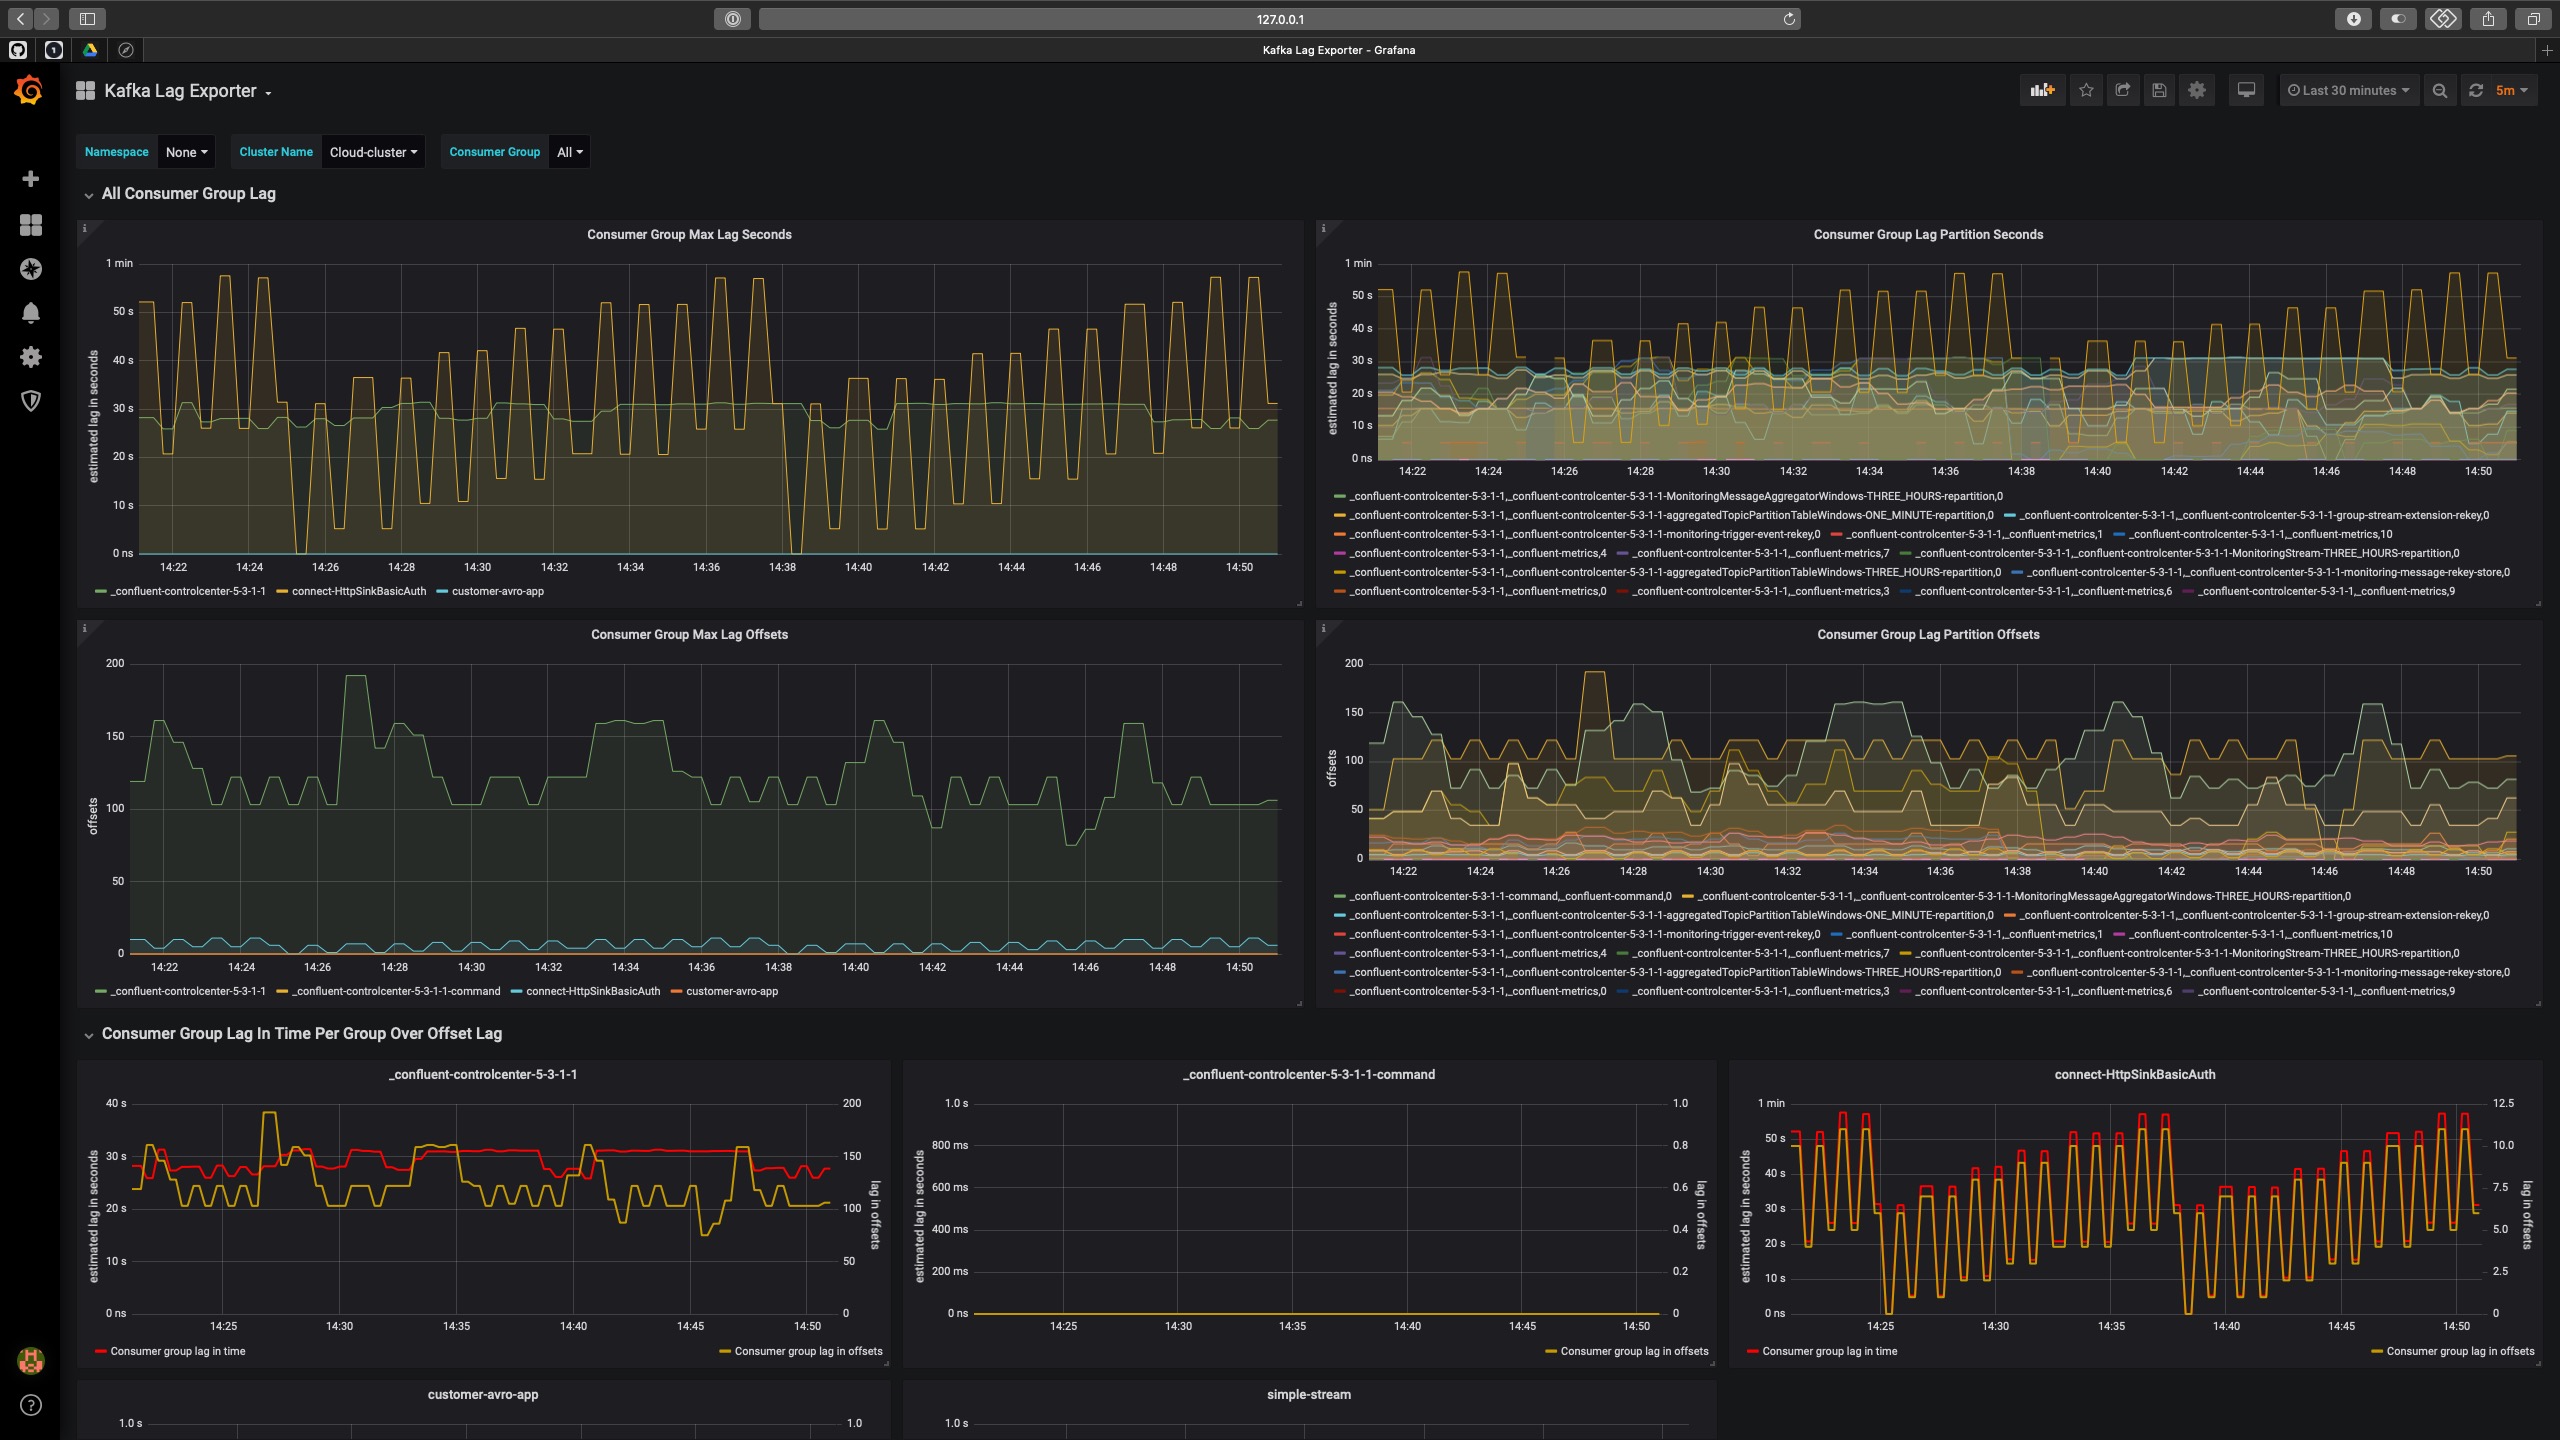 127.0.0.1
Kafka Lag Exporter - Grafana
Kafka Lag Exporter
Last 30 minutes
5m
Namespace None Cluster Name Cloud-cluster Consumer Group All
All Consumer Group Lag
Consumer Group Max Lag Seconds
estimated lag in seconds
1 min
50 s
40 s
30 s
20 s
10 s
0 ns
14:22 14:24 14:26 14:28 14:30 14:32 14:34 14:36 14:38 14:40 14:42 14:44 14:46 14:48 14:50
_confluent-controlcenter-5-3-1-1 connect-HttpSinkBasicAuth customer-avro-app
Consumer Group Lag Partition Seconds
estimated lag in seconds
1 min
50 s
40 s
30 s
20 s
10 s
0 ns
14:22 14:24 14:26 14:28 14:30 14:32 14:34 14:36 14:38 14:40 14:42 14:44 14:46 14:48 14:50
_confluent-controlcenter-5-3-1-1,_confluent-controlcenter-5-3-1-1-MonitoringMessageAggregatorWindows-THREE_HOURS-repartition,0
_confluent-controlcenter-5-3-1-1,_confluent-controlcenter-5-3-1-1-aggregatedTopicPartitionTableWindows-ONE_MINUTE-repartition,0 _confluent-controlcenter-5-3-1-1,_confluent-controlcenter-5-3-1-1-group-stream-extension-rekey,0
_confluent-controlcenter-5-3-1-1,_confluent-controlcenter-5-3-1-1-monitoring-trigger-event-rekey,0 _confluent-controlcenter-5-3-1-1,_confluent-metrics,1 _confluent-controlcenter-5-3-1-1,_confluent-metrics,10
_confluent-controlcenter-5-3-1-1,_confluent-metrics,4 _confluent-controlcenter-5-3-1-1,_confluent-metrics,7 _confluent-controlcenter-5-3-1-1,_confluent-controlcenter-5-3-1-1-MonitoringStream-THREE_HOURS-repartition,0
_confluent-controlcenter-5-3-1-1,_confluent-controlcenter-5-3-1-1-aggregatedTopicPartitionTableWindows-THREE_HOURS-repartition,0 _confluent-controlcenter-5-3-1-1,_confluent-controlcenter-5-3-1-1-monitoring-message-rekey-store,0
_confluent-controlcenter-5-3-1-1,_confluent-metrics,0 _confluent-controlcenter-5-3-1-1,_confluent-metrics,3 _confluent-controlcenter-5-3-1-1,_confluent-metrics,6 _confluent-controlcenter-5-3-1-1,_confluent-metrics,9
Consumer Group Max Lag Offsets
offsets
200
150
100
50
0
14:22 14:24 14:26 14:28 14:30 14:32 14:34 14:36 14:38 14:40 14:42 14:44 14:46 14:48 14:50
_confluent-controlcenter-5-3-1-1 _confluent-controlcenter-5-3-1-1-command connect-HttpSinkBasicAuth customer-avro-app
Consumer Group Lag Partition Offsets
offsets
200
150
100
50
0
14:22 14:24 14:26 14:28 14:30 14:32 14:34 14:36 14:38 14:40 14:42 14:44 14:46 14:48 14:50
_confluent-controlcenter-5-3-1-1-command,_confluent-command,0 _confluent-controlcenter-5-3-1-1,_confluent-controlcenter-5-3-1-1-MonitoringMessageAggregatorWindows-THREE_HOURS-repartition,0
_confluent-controlcenter-5-3-1-1,_confluent-controlcenter-5-3-1-1-aggregatedTopicPartitionTableWindows-ONE_MINUTE-repartition,0 _confluent-controlcenter-5-3-1-1,_confluent-controlcenter-5-3-1-1-group-stream-extension-rekey,0
_confluent-controlcenter-5-3-1-1,_confluent-controlcenter-5-3-1-1-monitoring-trigger-event-rekey,0 _confluent-controlcenter-5-3-1-1,_confluent-metrics,1 _confluent-controlcenter-5-3-1-1,_confluent-metrics,10
_confluent-controlcenter-5-3-1-1,_confluent-metrics,4 _confluent-controlcenter-5-3-1-1,_confluent-metrics,7 _confluent-controlcenter-5-3-1-1,_confluent-controlcenter-5-3-1-1-MonitoringStream-THREE_HOURS-repartition,0
_confluent-controlcenter-5-3-1-1,_confluent-controlcenter-5-3-1-1-aggregatedTopicPartitionTableWindows-THREE_HOURS-repartition,0 _confluent-controlcenter-5-3-1-1,_confluent-controlcenter-5-3-1-1-monitoring-message-rekey-store,0
_confluent-controlcenter-5-3-1-1,_confluent-metrics,0 _confluent-controlcenter-5-3-1-1,_confluent-metrics,3 _confluent-controlcenter-5-3-1-1,_confluent-metrics,6 _confluent-controlcenter-5-3-1-1,_confluent-metrics,9
Consumer Group Lag In Time Per Group Over Offset Lag
_confluent-controlcenter-5-3-1-1
estimated lag in seconds
40 s 200
30 s 150
20 s 100
10 s 50
0 ns 0
lag in offsets
14:25 14:30 14:35 14:40 14:45 14:50
Consumer group lag in time Consumer group lag in offsets
_confluent-controlcenter-5-3-1-1-command
estimated lag in seconds
1.0 s 1.0
800 ms 0.8
600 ms 0.6
400 ms 0.4
200 ms 0.2
0 ns 0
lag in offsets
14:25 14:30 14:35 14:40 14:45 14:50
Consumer group lag in offsets
connect-HttpSinkBasicAuth
estimated lag in seconds
1 min 12.5
50 s 10.0
40 s 7.5
30 s 5.0
20 s 2.5
10 s 0
0 ns
lag in offsets
14:25 14:30 14:35 14:40 14:45 14:50
Consumer group lag in time Consumer group lag in offsets
customer-avro-app
1.0 s 1.0
simple-stream
1.0 s